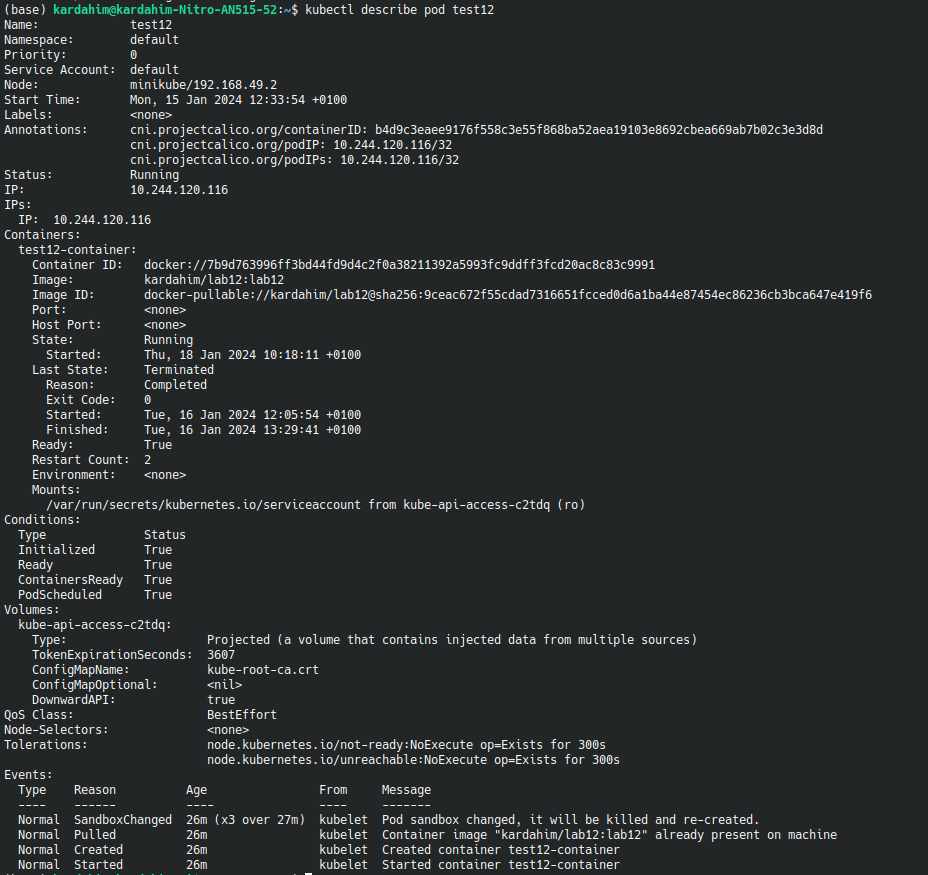 (base) kardahim@kardahim-Nitro-AN515-52:~$ kubectl describe pod test12
Name:             test12
Namespace:        default
Priority:         0
Service Account:  default
Node:             minikube/192.168.49.2
Start Time:       Mon, 15 Jan 2024 12:33:54 +0100
Labels:           <none>
Annotations:      cni.projectcalico.org/containerID: b4d9c3eaee9176f558c3e55f868ba52aea19103e8692cbea669ab7b02c3e3d8d
                  cni.projectcalico.org/podIP: 10.244.120.116/32
                  cni.projectcalico.org/podIPs: 10.244.120.116/32
Status:           Running
IP:               10.244.120.116
IPs:
  IP:  10.244.120.116
Containers:
  test12-container:
    Container ID:   docker://7b9d763996ff3bd44fd9d4c2f0a38211392a5993fc9ddff3fcd20ac8c83c9991
    Image:          kardahim/lab12:lab12
    Image ID:       docker-pullable://kardahim/lab12@sha256:9ceac672f55cdad7316651fcced0d6a1ba44e87454ec86236cb3bca647e419f6
    Port:           <none>
    Host Port:      <none>
    State:          Running
      Started:      Thu, 18 Jan 2024 10:18:11 +0100
    Last State:     Terminated
      Reason:       Completed
      Exit Code:    0
      Started:      Tue, 16 Jan 2024 12:05:54 +0100
      Finished:     Tue, 16 Jan 2024 13:29:41 +0100
    Ready:          True
    Restart Count:  2
    Environment:    <none>
    Mounts:
      /var/run/secrets/kubernetes.io/serviceaccount from kube-api-access-c2tdq (ro)
Conditions:
  Type              Status
  Initialized       True
  Ready             True
  ContainersReady   True
  PodScheduled      True
Volumes:
  kube-api-access-c2tdq:
    Type:                    Projected (a volume that contains injected data from multiple sources)
    TokenExpirationSeconds:  3607
    ConfigMapName:           kube-root-ca.crt
    ConfigMapOptional:       <nil>
    DownwardAPI:             true
QoS Class:                   BestEffort
Node-Selectors:              <none>
Tolerations:                 node.kubernetes.io/not-ready:NoExecute op=Exists for 300s
                             node.kubernetes.io/unreachable:NoExecute op=Exists for 300s
Events:
  Type    Reason          Age                From     Message
  ----    ------          ----               ----     -------
  Normal  SandboxChanged  26m (x3 over 27m)  kubelet  Pod sandbox changed, it will be killed and re-created.
  Normal  Pulled          26m                kubelet  Container image "kardahim/lab12:lab12" already present on machine
  Normal  Created         26m                kubelet  Created container test12-container
  Normal  Started         26m                kubelet  Started container test12-container